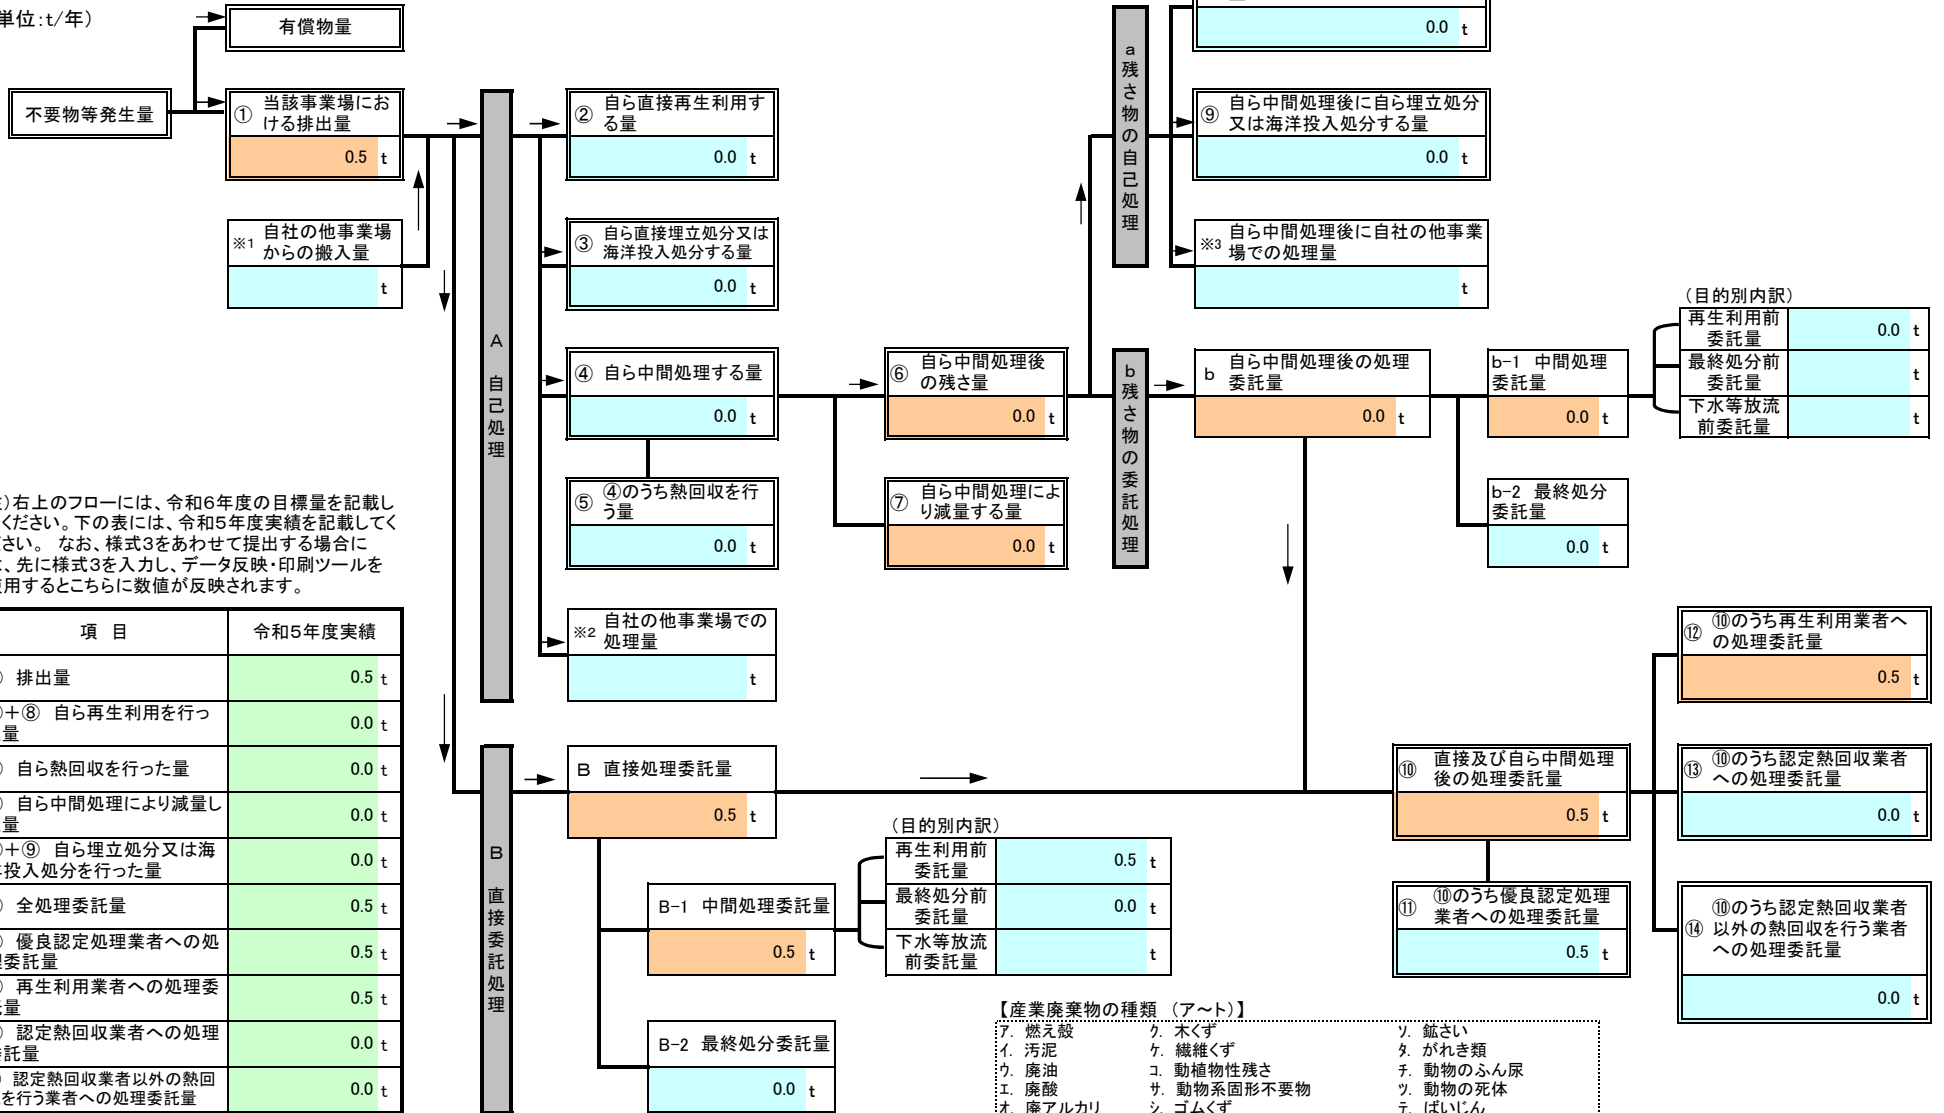 単位:t/年）
有償物量
不要物等発生量
① 当該事業場にお
ける排出量
0.5 t
※1 自社の他事業場
からの搬入量
t
A 自己処理
② 自ら直接再生利用す
る量
0.0 t
③ 自ら直接埋立処分又は
海洋投入処分する量
0.0 t
④ 自ら中間処理する量
0.0 t
⑤ ④のうち熱回収を行
う量
0.0 t
※2 自社の他事業場での
処理量
t
⑥ 自ら中間処理後
の残さ量
0.0 t
⑦ 自ら中間処理によ
り減量する量
0.0 t
a残さ物の自己処理
0.0 t
⑨ 自ら中間処理後に自ら埋立処分
又は海洋投入処分する量
0.0 t
※3 自ら中間処理後に自社の他事業
場での処理量
t
b残さ物の委託処理
b 自ら中間処理後の処理
委託量
0.0 t
b-1 中間処理
委託量
0.0 t
（目的別内訳）
再生利用前
委託量
0.0 t
最終処分前
委託量
t
下水等放流
前委託量
t
b-2 最終処分
委託量
0.0 t
）右上のフローには、令和６年度の目標量を記載し
ください。下の表には、令和５年度実績を記載してく
さい。 なお、様式３をあわせて提出する場合に
、先に様式３を入力し、データ反映・印刷ツールを
用するとこちらに数値が反映されます。
項 目 令和５年度実績
排出量 0.5 t
＋⑧ 自ら再生利用を行っ
量 0.0 t
自ら熱回収を行った量 0.0 t
自ら中間処理により減量し
量 0.0 t
＋⑨ 自ら埋立処分又は海
投入処分を行った量 0.0 t
全処理委託量 0.5 t
優良認定処理業者への処
委託量 0.5 t
再生利用業者への処理委
量 0.5 t
認定熱回収業者への処理
託量 0.0 t
認定熱回収業者以外の熱回
を行う業者への処理委託量 0.0 t
B 直接委託処理
B 直接処理委託量
0.5 t
B-1 中間処理委託量
0.5 t
（目的別内訳）
再生利用前
委託量
0.5 t
最終処分前
委託量
0.0 t
下水等放流
前委託量
t
B-2 最終処分委託量
0.0 t
⑩ 直接及び自ら中間処理
後の処理委託量
0.5 t
⑪ ⑩のうち優良認定処理
業者への処理委託量
0.5 t
⑫ ⑩のうち再生利用業者へ
の処理委託量
0.5 t
⑬ ⑩のうち認定熱回収業者
への処理委託量
0.0 t
⑭ ⑩のうち認定熱回収業者
以外の熱回収を行う業者
への処理委託量
0.0 t
【産業廃棄物の種類 （ア～ト）】
ア. 燃え殻 ク. 木くず ソ. 鉱さい
イ. 汚泥 ケ. 繊維くず タ. がれき類
ウ. 廃油 コ. 動植物性残さ チ. 動物のふん尿
エ. 廃酸 サ. 動物系固形不要物 ツ. 動物の死体
オ. 廃アルカリ シ. ゴムくず テ. ばいじん